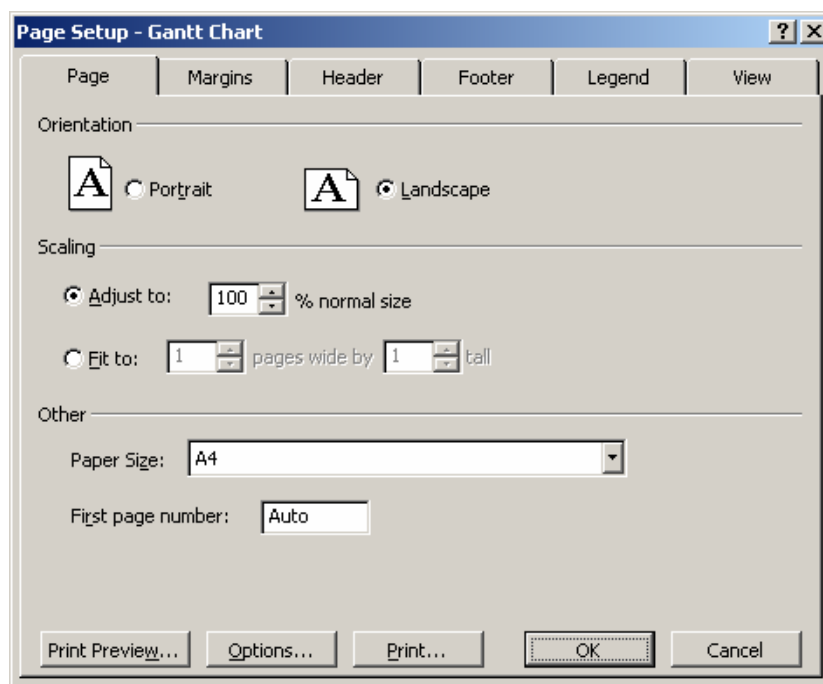 Page Setup - Gantt Chart
Page Margins Header Footer Legend View
Orientation
A Portrait A Landscape
Scaling
Adjust to: 100 % normal size
Fit to: 1 pages wide by 1 tall
Other
Paper Size: A4
First page number: Auto
Print Preview... Options... Print... OK Cancel